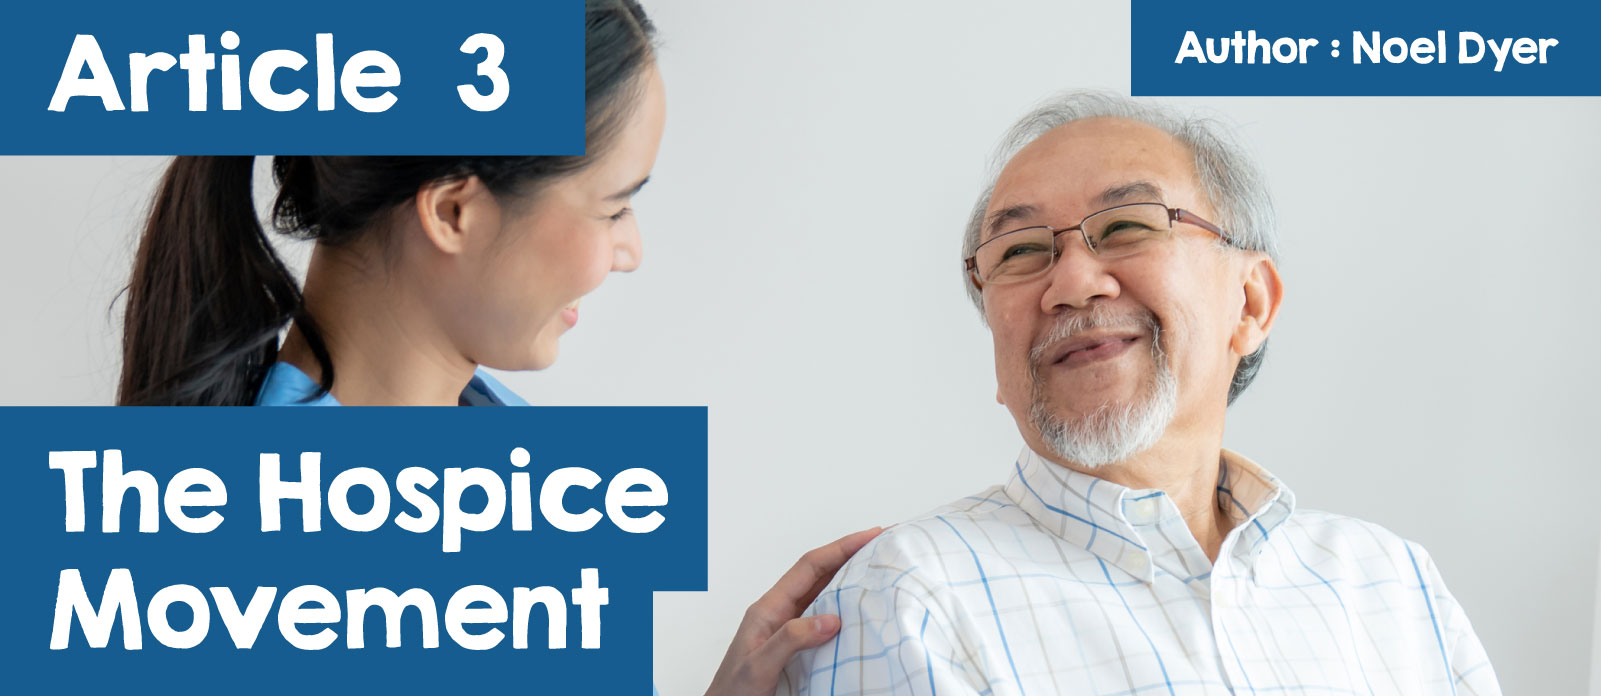 Article 3
Author : Noel Dyer
The Hospice
Movement